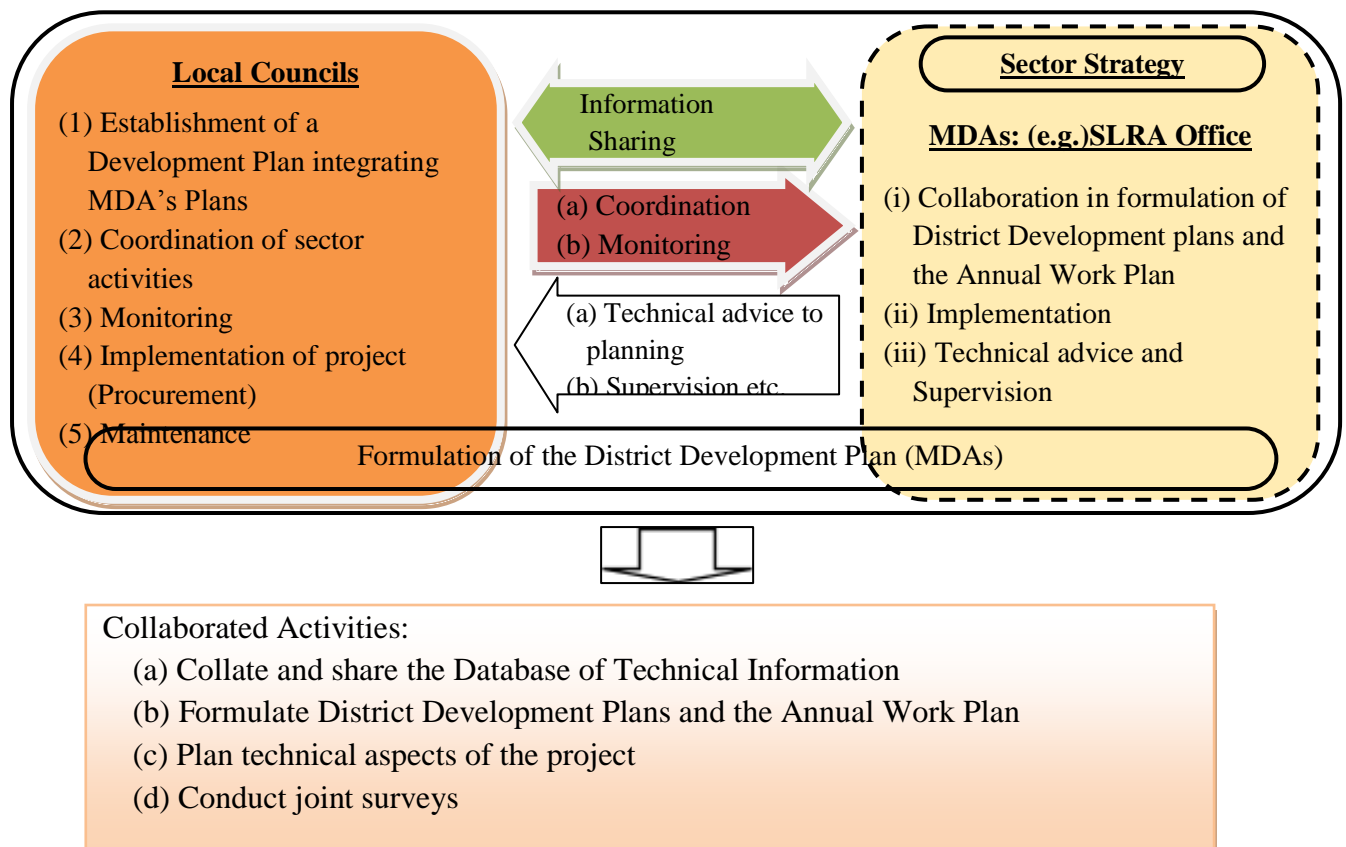 Local Councils
(1) Establishment of a
Development Plan integrating
MDA’s Plans
(2) Coordination of sector
activities
(3) Monitoring
(4) Implementation of project
(Procurement)
(5) Maintenance
Information
Sharing
(a) Coordination
(b) Monitoring
(a) Technical advice to
planning
(b) Supervision etc.
Sector Strategy
MDAs: (e.g.)SLRA Office
(i) Collaboration in formulation of
District Development plans and
the Annual Work Plan
(ii) Implementation
(iii) Technical advice and
Supervision
Formulation of the District Development Plan (MDAs)
Collaborated Activities:
(a) Collate and share the Database of Technical Information
(b) Formulate District Development Plans and the Annual Work Plan
(c) Plan technical aspects of the project
(d) Conduct joint surveys